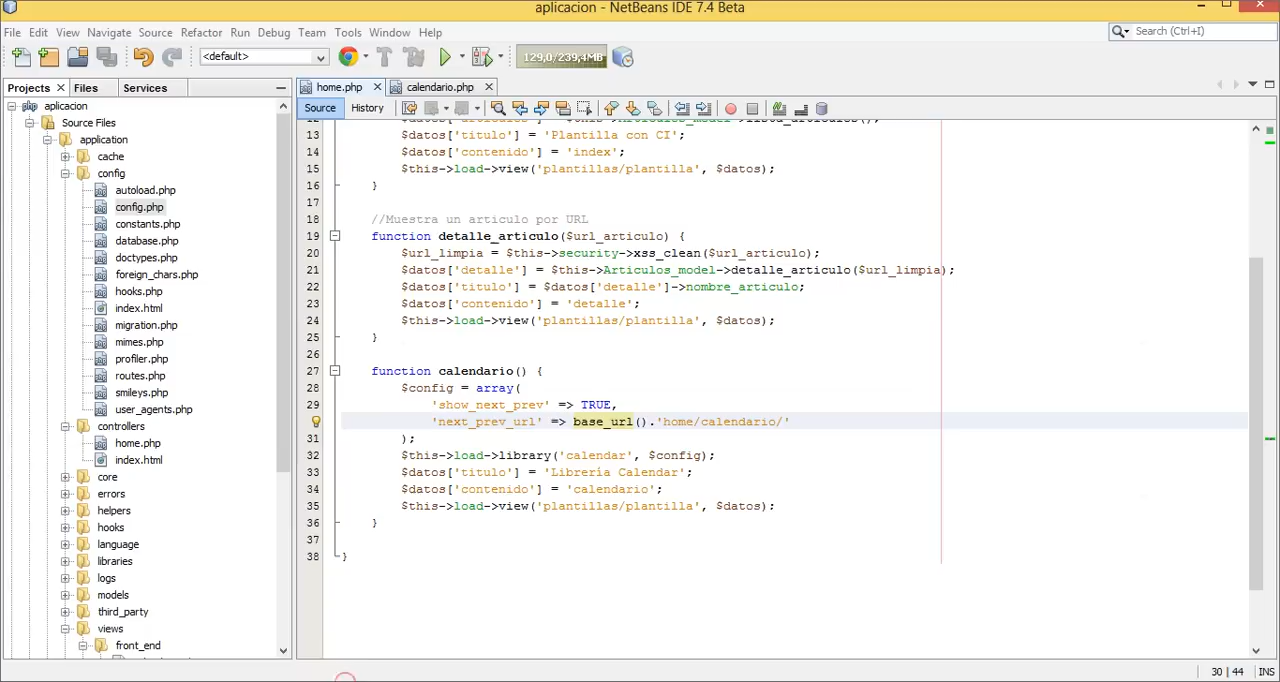 aplicacion - NetBeans IDE 7.4 Beta
File Edit View Navigate Source Refactor Run Debug Team Tools Window Help
Search (Ctrl+I)
<default>
129,0/239,4MB
Projects Files Services
home.php calendario.php
Source History
aplicacion
Source Files
application
cache
config
autoload.php
config.php
constants.php
database.php
doctypes.php
foreign_chars.php
hooks.php
index.html
migration.php
mimes.php
profiler.php
routes.php
smileys.php
user_agents.php
controllers
home.php
index.html
core
errors
helpers
hooks
language
libraries
logs
models
third_party
views
front_end
13 $datos['titulo'] = 'Plantilla con CI';
14 $datos['contenido'] = 'index';
15 $this->load->view('plantillas/plantilla', $datos);
16 }
17
18 //Muestra un articulo por URL
19 function detalle_articulo($url_articulo) {
20 $url_limpia = $this->security->xss_clean($url_articulo);
21 $datos['detalle'] = $this->Articulos_model->detalle_articulo($url_limpia);
22 $datos['titulo'] = $datos['detalle']->nombre_articulo;
23 $datos['contenido'] = 'detalle';
24 $this->load->view('plantillas/plantilla', $datos);
25 }
26
27 function calendario() {
28 $config = array(
29 'show_next_prev' => TRUE,
'next_prev_url' => base_url().'home/calendario/'
31 );
32 $this->load->library('calendar', $config);
33 $datos['titulo'] = 'Librería Calendar';
34 $datos['contenido'] = 'calendario';
35 $this->load->view('plantillas/plantilla', $datos);
36 }
37
38 }
30 | 44 INS